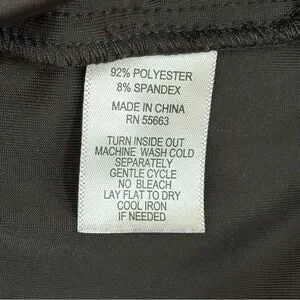 92% POLYESTER
8% SPANDEX
MADE IN CHINA
RN 55663
TURN INSIDE OUT
MACHINE WASH COLD
SEPARATELY
GENTLE CYCLE
NO BLEACH
LAY FLAT TO DRY
COOL IRON
IF NEEDED